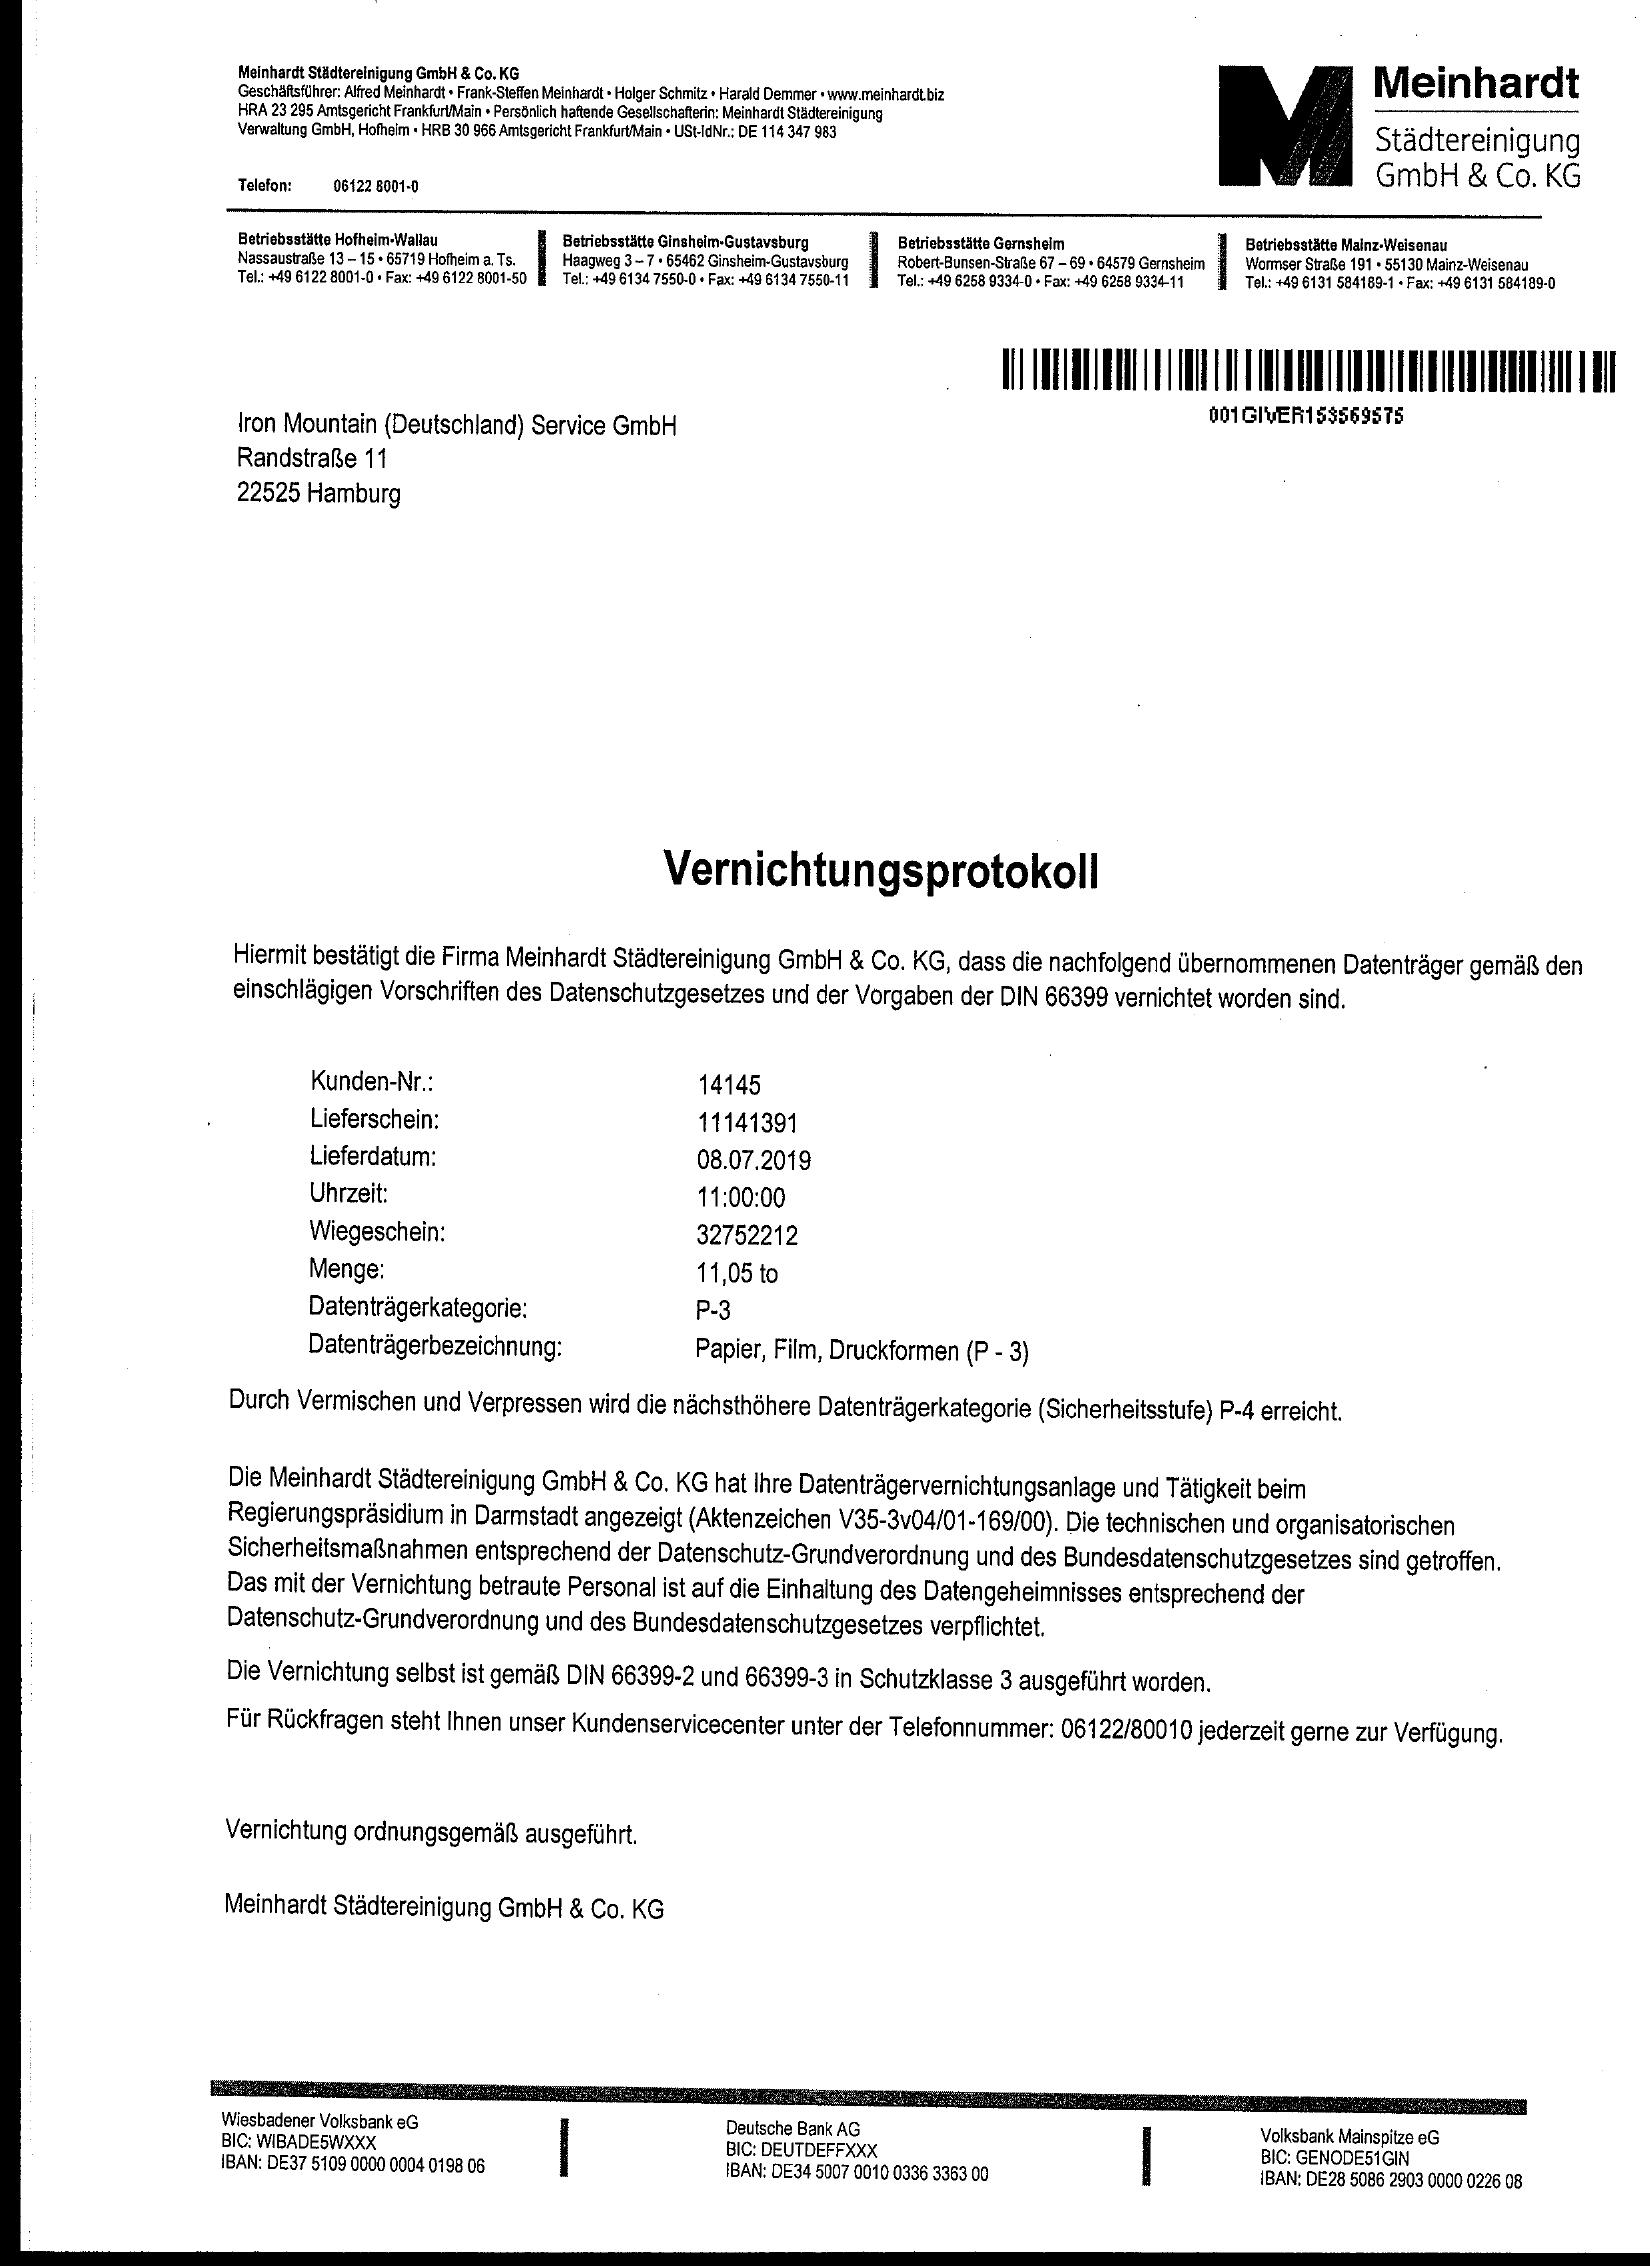 Meinhardt Städtereinigung GmbH & Co. KG
Geschäftsführer: Alfred Meinhardt • Frank-Steffen Meinhardt • Holger Schmitz • Harald Demmer • www.meinhardt.biz
HRA 23 295 Amtsgericht Frankfurt/Main • Persönlich haftende Gesellschafterin: Meinhardt Städtereinigung
Verwaltung GmbH, Hofheim • HRB 30 966 Amtsgericht Frankfurt/Main • USt-IdNr.: DE 114 347 983
Telefon: 06122 8001-0
Meinhardt
Städtereinigung
GmbH & Co. KG
Betriebsstätte Hofheim-Wallau
Nassaustraße 13 – 15 • 65719 Hofheim a. Ts.
Tel.: +49 6122 8001-0 • Fax: +49 6122 8001-50
Betriebsstätte Ginsheim-Gustavsburg
Haagweg 3 – 7 • 65462 Ginsheim-Gustavsburg
Tel.: +49 6134 7550-0 • Fax: +49 6134 7550-11
Betriebsstätte Gernsheim
Robert-Bunsen-Straße 67 – 69 • 64579 Gernsheim
Tel.: +49 6258 9334-0 • Fax: +49 6258 9334-11
Betriebsstätte Mainz-Weisenau
Wormser Straße 191 • 55130 Mainz-Weisenau
Tel.: +49 6131 584189-1 • Fax: +49 6131 584189-0
001GIVER153569575
Iron Mountain (Deutschland) Service GmbH
Randstraße 11
22525 Hamburg
Vernichtungsprotokoll
Hiermit bestätigt die Firma Meinhardt Städtereinigung GmbH & Co. KG, dass die nachfolgend übernommenen Datenträger gemäß den
einschlägigen Vorschriften des Datenschutzgesetzes und der Vorgaben der DIN 66399 vernichtet worden sind.
Kunden-Nr.: 14145
Lieferschein: 11141391
Lieferdatum: 08.07.2019
Uhrzeit: 11:00:00
Wiegeschein: 32752212
Menge: 11,05 to
Datenträgerkategorie: P-3
Datenträgerbezeichnung: Papier, Film, Druckformen (P - 3)
Durch Vermischen und Verpressen wird die nächsthöhere Datenträgerkategorie (Sicherheitsstufe) P-4 erreicht.
Die Meinhardt Städtereinigung GmbH & Co. KG hat Ihre Datenträgervernichtungsanlage und Tätigkeit beim
Regierungspräsidium in Darmstadt angezeigt (Aktenzeichen V35-3v04/01-169/00). Die technischen und organisatorischen
Sicherheitsmaßnahmen entsprechend der Datenschutz-Grundverordnung und des Bundesdatenschutzgesetzes sind getroffen.
Das mit der Vernichtung betraute Personal ist auf die Einhaltung des Datengeheimnisses entsprechend der
Datenschutz-Grundverordnung und des Bundesdatenschutzgesetzes verpflichtet.
Die Vernichtung selbst ist gemäß DIN 66399-2 und 66399-3 in Schutzklasse 3 ausgeführt worden.
Für Rückfragen steht Ihnen unser Kundenservicecenter unter der Telefonnummer: 06122/80010 jederzeit gerne zur Verfügung.
Vernichtung ordnungsgemäß ausgeführt.
Meinhardt Städtereinigung GmbH & Co. KG
Wiesbadener Volksbank eG
BIC: WIBADE5WXXX
IBAN: DE37 5109 0000 0004 0198 06
Deutsche Bank AG
BIC: DEUTDEFFXXX
IBAN: DE34 5007 0010 0336 3363 00
Volksbank Mainspitze eG
BIC: GENODE51GIN
IBAN: DE28 5086 2903 0000 0226 08